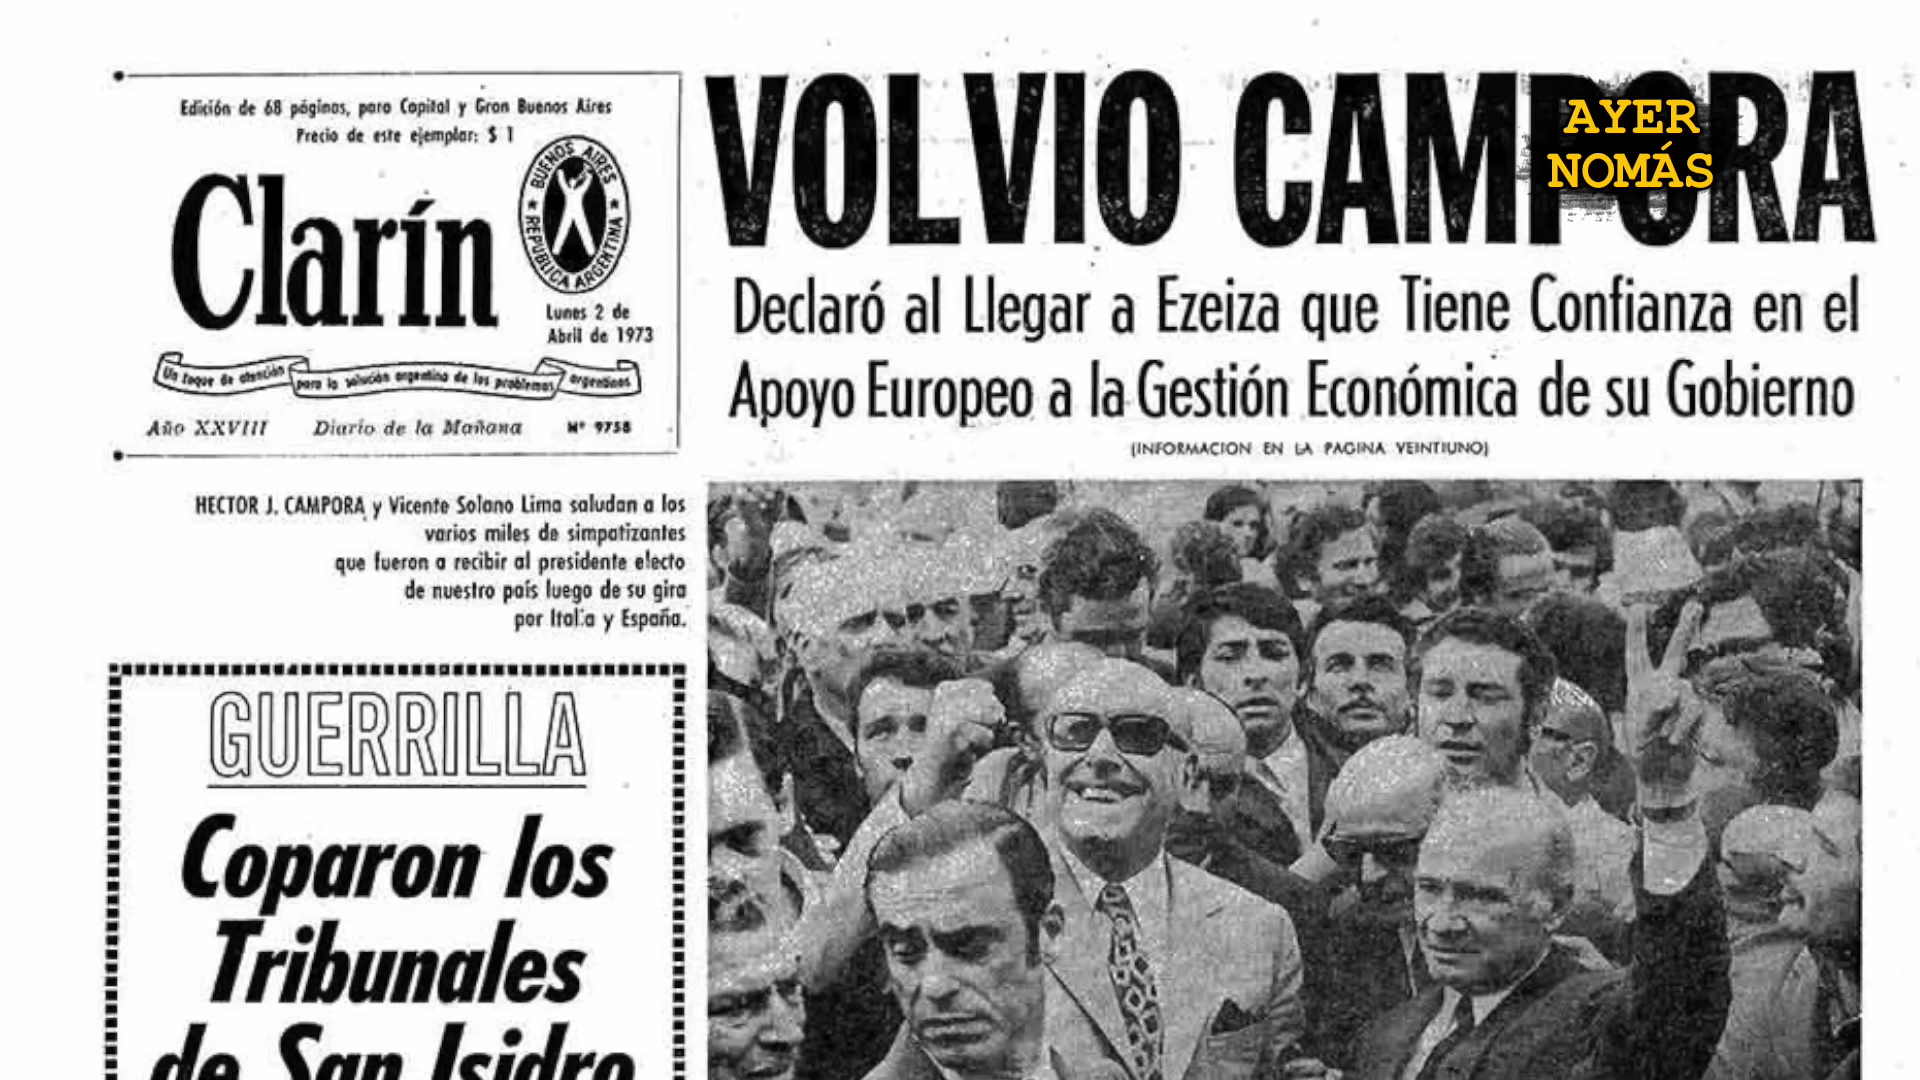 Edición de 68 páginas, para Capital y Gran Buenos Aires
Precio de este ejemplar: $ 1
Clarín
BUENOS AIRES
REPUBLICA ARGENTINA
Lunes 2 de
Abril de 1973
Un toque de atención para la solución argentina de los problemas argentinos
Año XXVIII Diario de la Mañana Nº 9758
VOLVIO CAMPORA
AYER
NOMÁS
Declaró al Llegar a Ezeiza que Tiene Confianza en el
Apoyo Europeo a la Gestión Económica de su Gobierno
(INFORMACION EN LA PAGINA VEINTIUNO)
HECTOR J. CAMPORA y Vicente Solano Lima saludan a los
varios miles de simpatizantes
que fueron a recibir al presidente electo
de nuestro país luego de su gira
por Italia y España.
GUERRILLA
Coparon los
Tribunales
de San Isidro